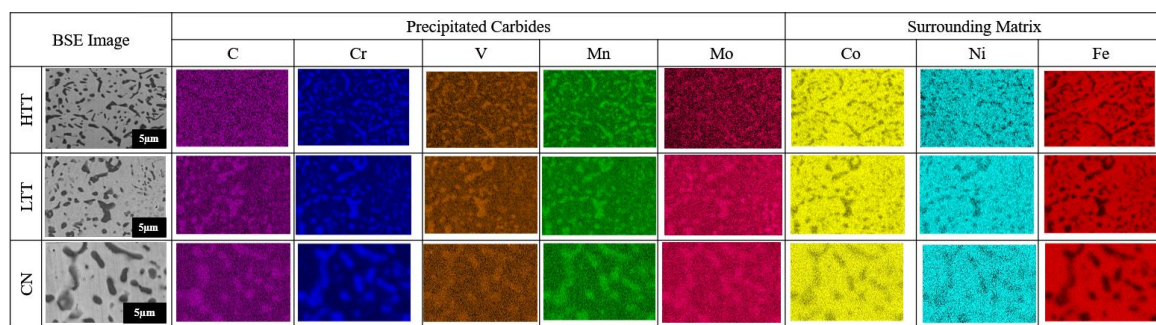 BSE Image Precipitated Carbides Surrounding Matrix
C Cr V Mn Mo Co Ni Fe
HTT 5µm
LTT 5µm
CN 5µm